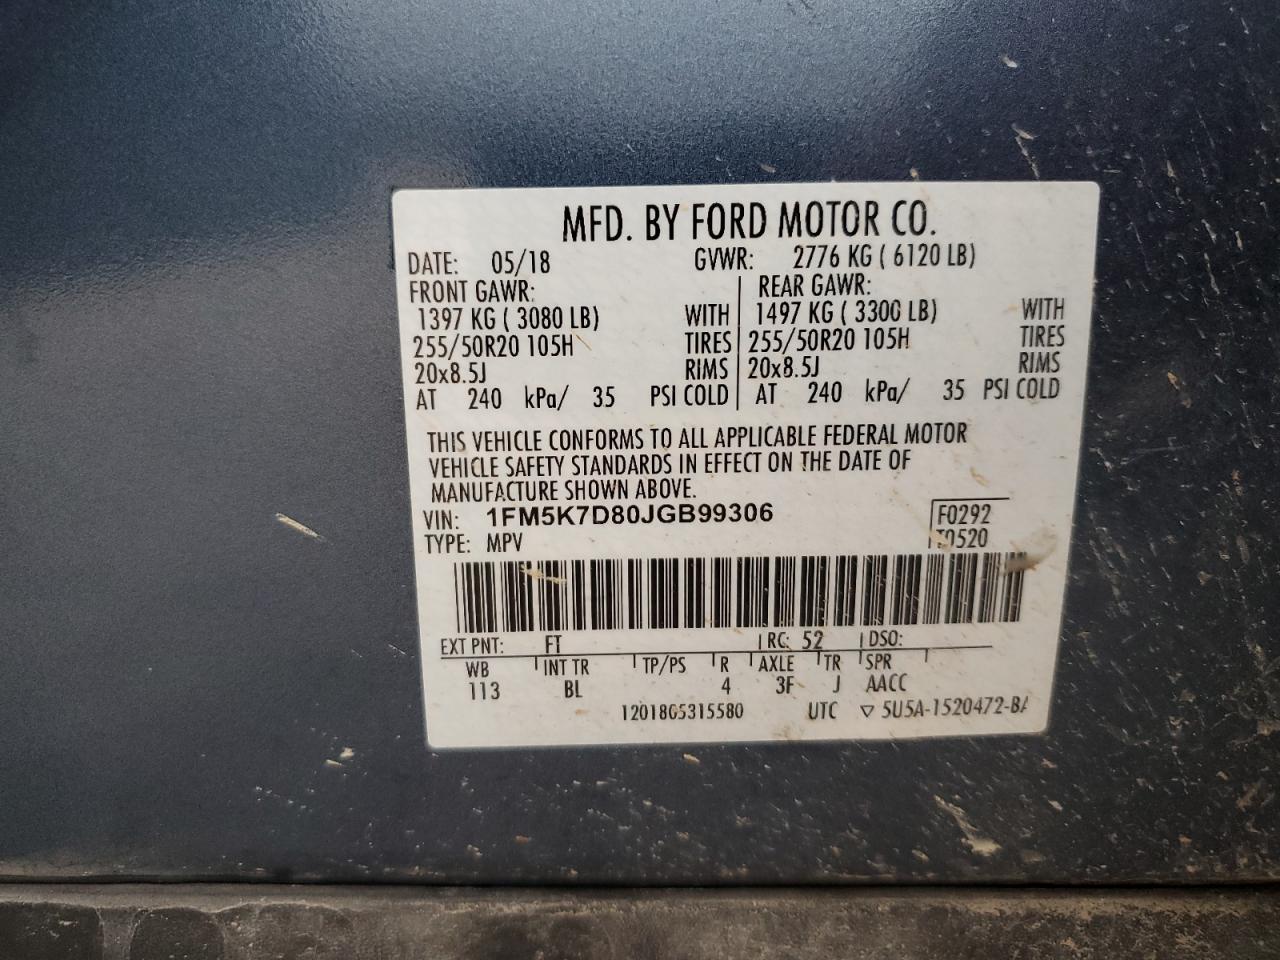 MFD. BY FORD MOTOR CO.
DATE: 05/18 GVWR: 2776 KG ( 6120 LB)
FRONT GAWR: REAR GAWR:
1397 KG ( 3080 LB) WITH 1497 KG ( 3300 LB) WITH
255/50R20 105H TIRES 255/50R20 105H TIRES
20x8.5J RIMS 20x8.5J RIMS
AT 240 kPa/ 35 PSI COLD AT 240 kPa/ 35 PSI COLD
THIS VEHICLE CONFORMS TO ALL APPLICABLE FEDERAL MOTOR
VEHICLE SAFETY STANDARDS IN EFFECT ON THE DATE OF
MANUFACTURE SHOWN ABOVE.
VIN: 1FM5K7D80JGB99306 F0292
TYPE: MPV T0520
EXT PNT: FT RC: 52 DSO:
WB INT TR TP/PS R AXLE TR SPR
113 BL 4 3F J AACC
1201805315580 UTC ▽ 5U5A-1520472-BA